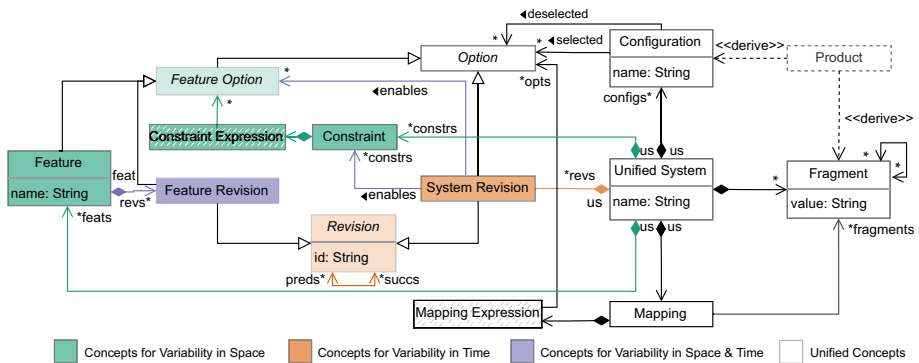 ◄deselected
Option
*
*
◄selected
Configuration
name: String
<<derive>>
Product
Feature Option
*
*opts
configs*
◄enables
*
<<derive>>
Constraint Expression
Constraint
*constrs
us
us
*
*
Feature
name: String
feat
revs*
Feature Revision
*constrs
◄enables
System Revision
*revs
us
Unified System
name: String
*
Fragment
value: String
*feats
Revision
id: String
us
us
*fragments
preds*
*succs
Mapping Expression
Mapping
Concepts for Variability in Space
Concepts for Variability in Time
Concepts for Variability in Space & Time
Unified Concepts